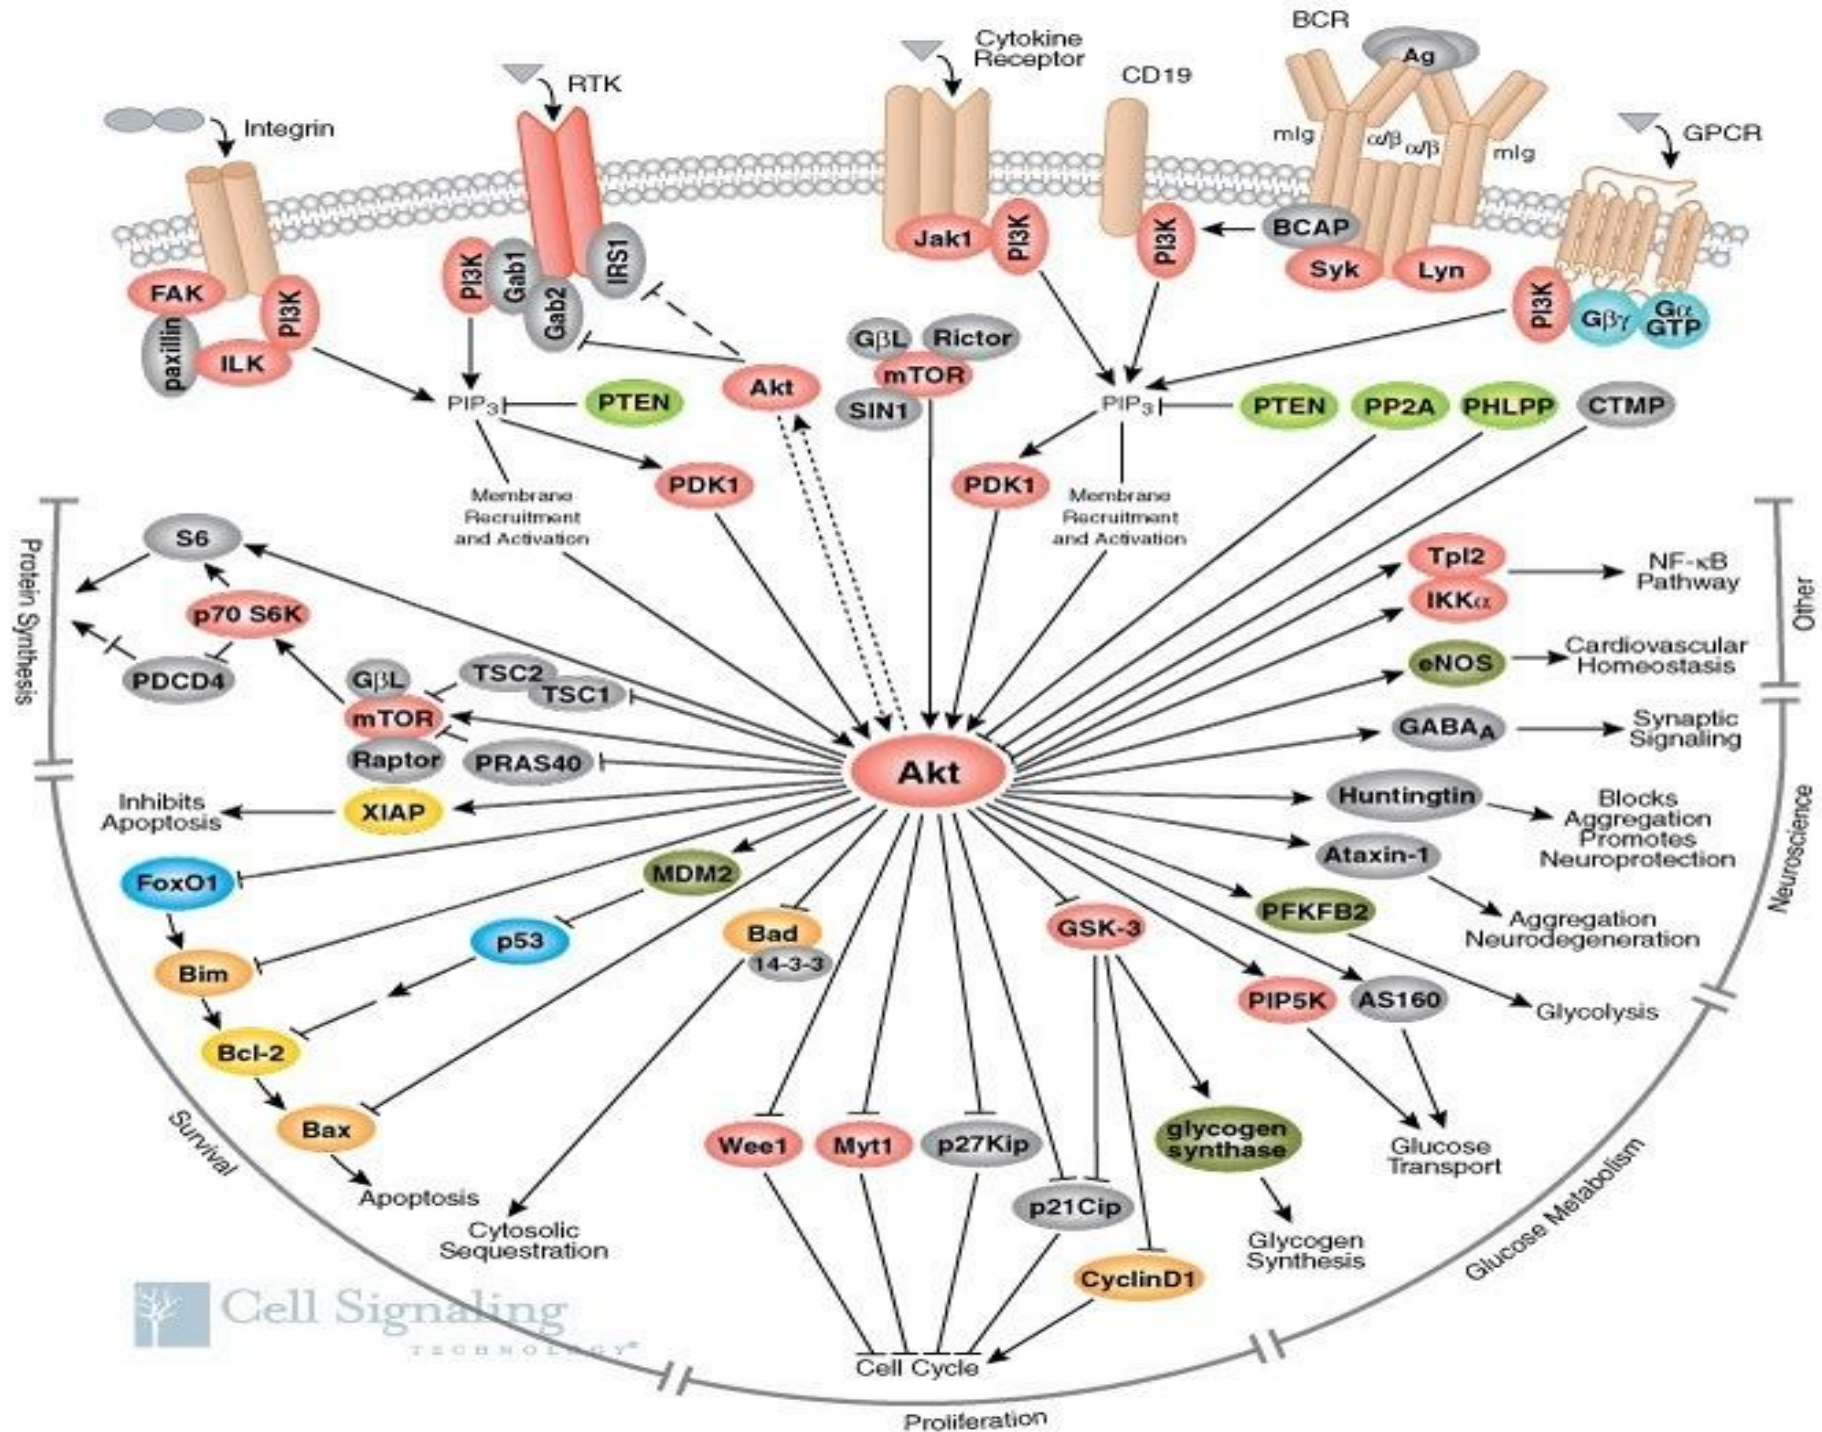 BCR
Ag
Cytokine
Receptor
CD19
RTK
Integrin
mIg
α/β
α/β
mIg
GPCR
Jak1
PI3K
PI3K
BCAP
Syk
Lyn
PI3K
Gβγ
Gα
GTP
FAK
PI3K
paxillin
ILK
PI3K
Gab1
Gab2
IRS1
GβL
Rictor
mTOR
SIN1
Akt
PIP3
PTEN
PIP3
PTEN
PP2A
PHLPP
CTMP
PDK1
PDK1
Membrane
Recruitment
and Activation
Membrane
Recruitment
and Activation
Protein Synthesis
S6
p70 S6K
PDCD4
GβL
mTOR
Raptor
TSC2
TSC1
PRAS40
Tpl2
IKKα
NF-κB
Pathway
Other
eNOS
Cardiovascular
Homeostasis
GABAA
Synaptic
Signaling
Akt
Huntingtin
Blocks
Aggregation
Promotes
Neuroprotection
Neuroscience
Ataxin-1
Aggregation
Neurodegeneration
Inhibits
Apoptosis
XIAP
FoxO1
MDM2
p53
Bim
Bcl-2
Bax
Apoptosis
Survival
Bad
14-3-3
Cytosolic
Sequestration
GSK-3
PFKFB2
PIP5K
AS160
Glycolysis
Glucose
Transport
Glucose Metabolism
Wee1
Myt1
p27Kip
p21Cip
glycogen
synthase
Glycogen
Synthesis
CyclinD1
Cell Cycle
Proliferation
Cell Signaling
TECHNOLOGY®